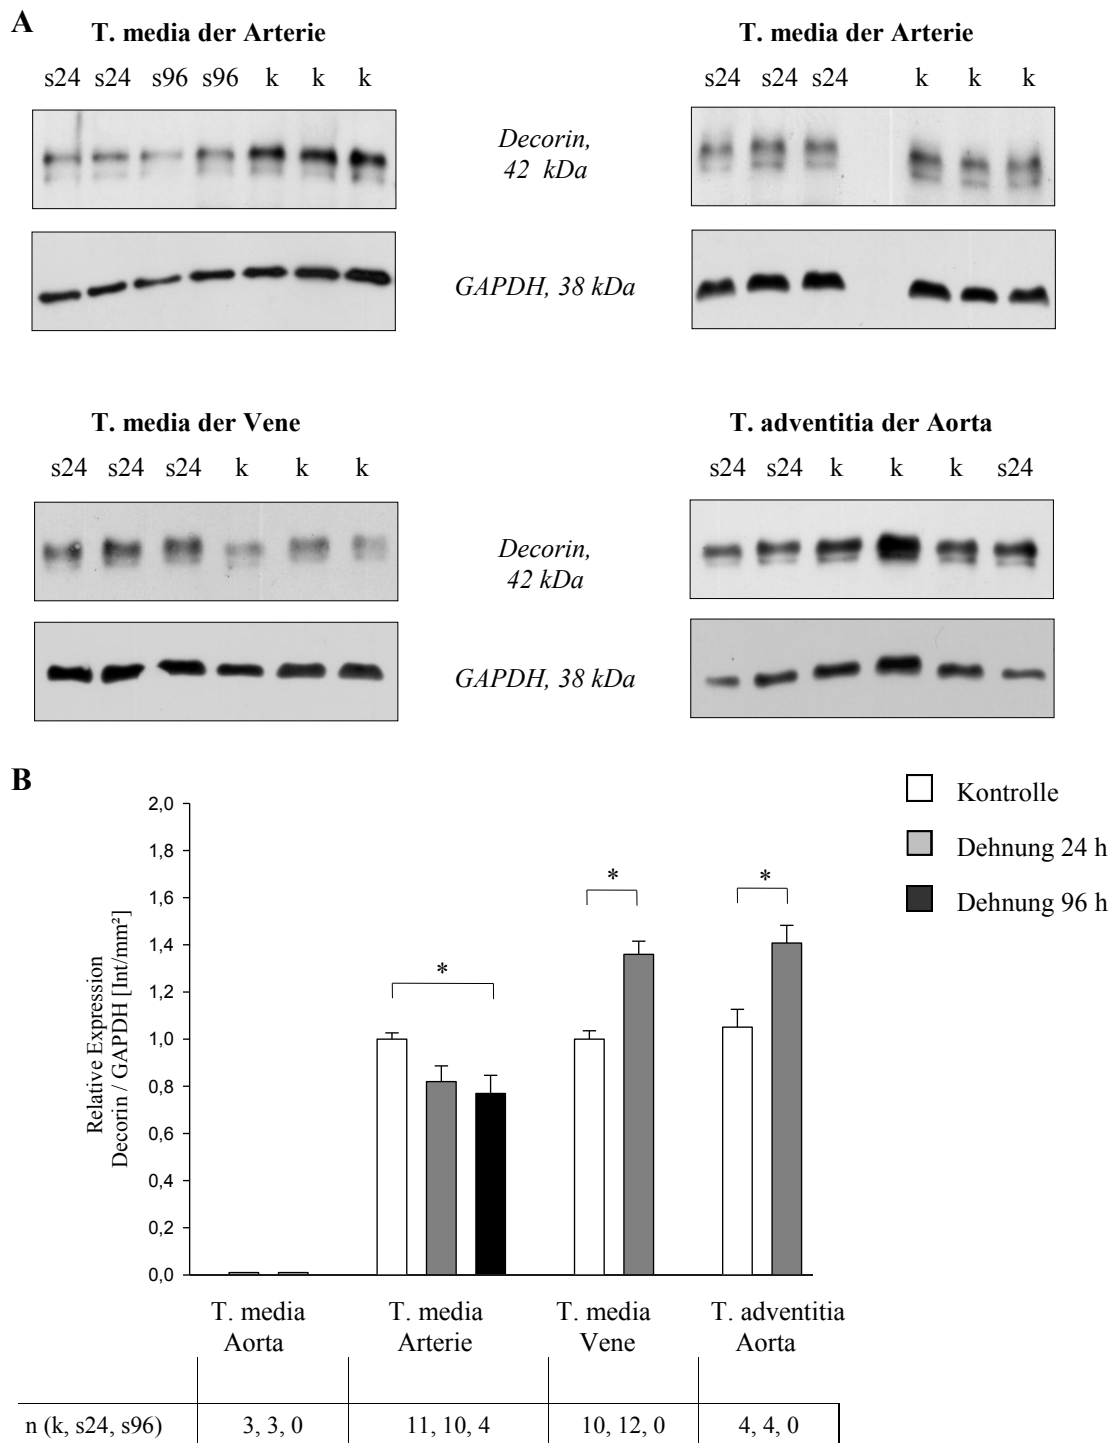 A
T. media der Arterie
s24 s24 s96 s96 k k k
T. media der Arterie
s24 s24 s24 k k k
Decorin,
42 kDa
GAPDH, 38 kDa
T. media der Vene
s24 s24 s24 k k k
T. adventitia der Aorta
s24 s24 k k k s24
Decorin,
42 kDa
GAPDH, 38 kDa
B
Kontrolle
Dehnung 24 h
Dehnung 96 h
Relative Expression
Decorin / GAPDH [Int/mm²]
2,0
1,8
1,6
1,4
1,2
1,0
0,8
0,6
0,4
0,2
0,0
*
*
*
T. media
Aorta
T. media
Arterie
T. media
Vene
T. adventitia
Aorta
n (k, s24, s96) 3, 3, 0 11, 10, 4 10, 12, 0 4, 4, 0